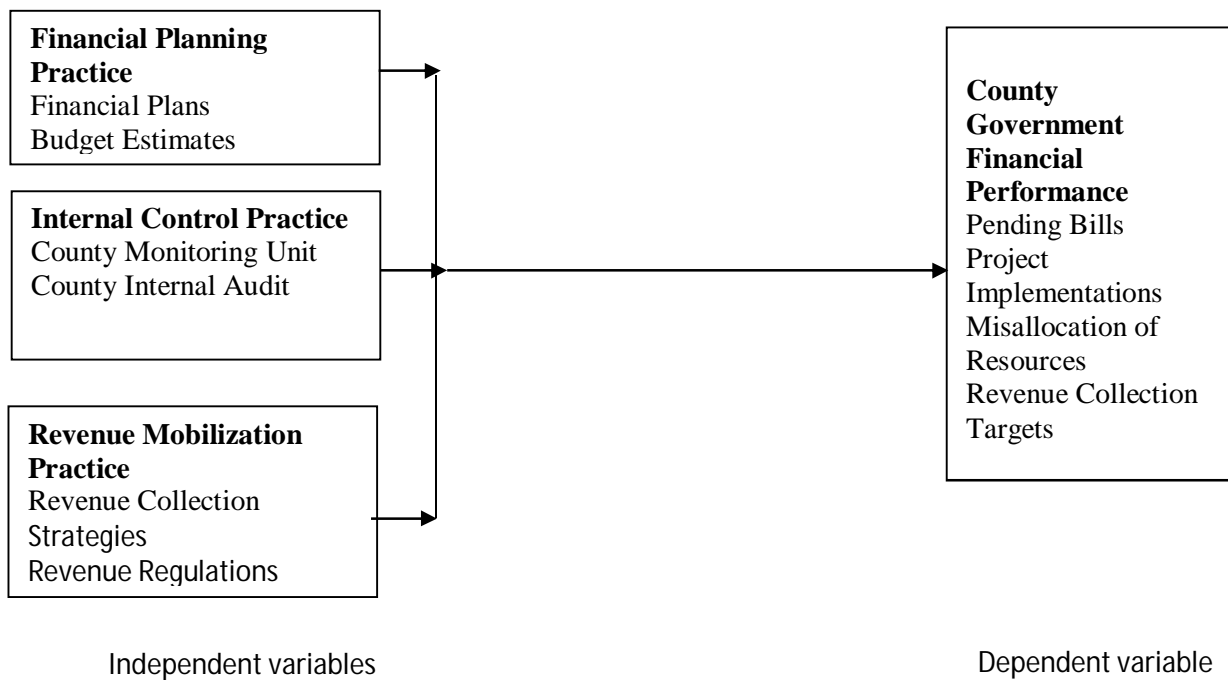 Financial Planning
Practice
Financial Plans
Budget Estimates
Internal Control Practice
County Monitoring Unit
County Internal Audit
Revenue Mobilization
Practice
Revenue Collection
Strategies
Revenue Regulations
County
Government
Financial
Performance
Pending Bills
Project
Implementations
Misallocation of
Resources
Revenue Collection
Targets
Independent variables
Dependent variable